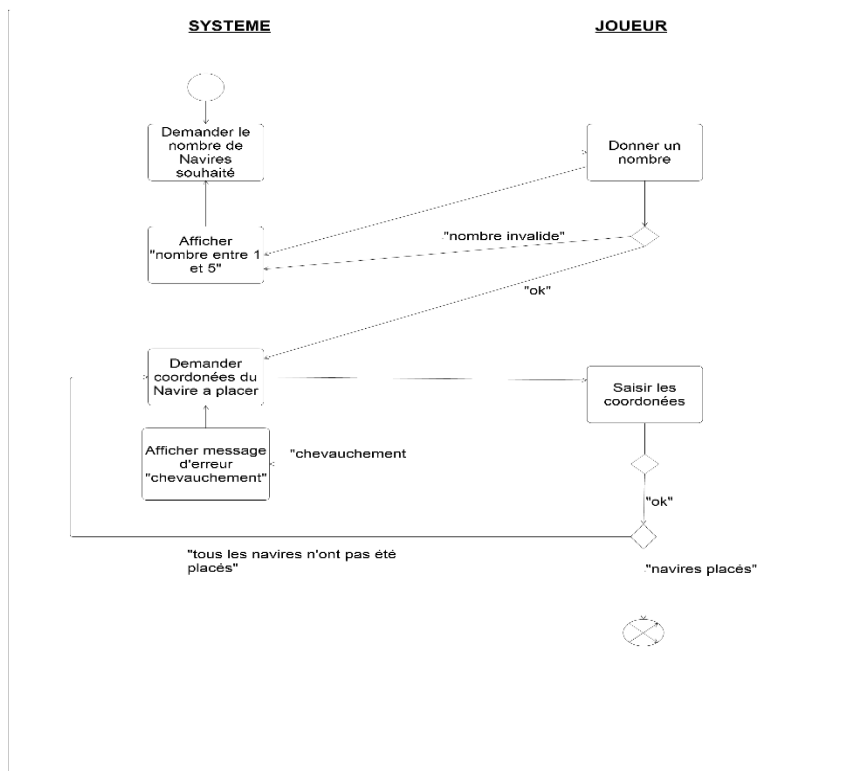 SYSTEME
JOUEUR
Demander le
nombre de
Navires
souhaité
Donner un
nombre
Afficher
"nombre entre 1
et 5"
"nombre invalide"
"ok"
Demander
coordonées du
Navire a placer
Saisir les
coordonées
Afficher message
d'erreur
"chevauchement"
"chevauchement
"ok"
"tous les navires n'ont pas été
placés"
"navires placés"